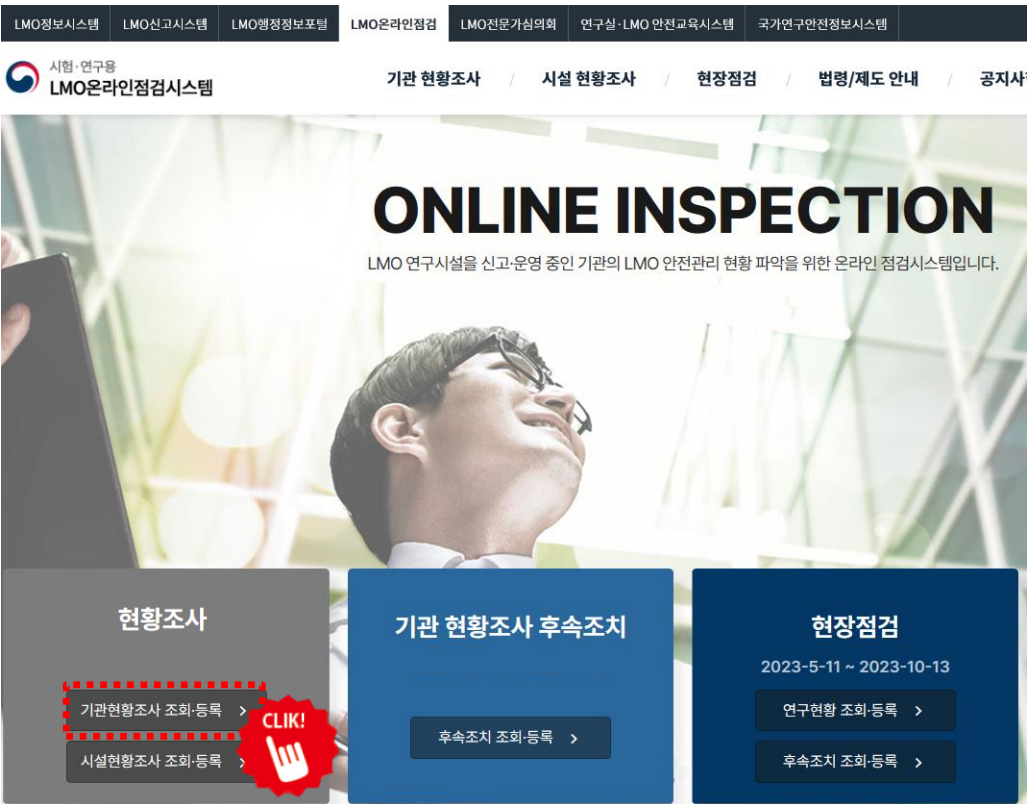 LMO정보시스템 LMO신고시스템 LMO행정정보포털 LMO온라인점검 LMO전문가심의회 연구실·LMO 안전교육시스템 국가연구안전정보시스템
시험·연구용
LMO온라인점검시스템
기관 현황조사 / 시설 현황조사 / 현장점검 / 법령/제도 안내 / 공지사
ONLINE INSPECTION
LMO 연구시설을 신고·운영 중인 기관의 LMO 안전관리 현황 파악을 위한 온라인 점검시스템입니다.
현황조사
기관현황조사 조회·등록 >
CLIK!
시설현황조사 조회·등록 >
기관 현황조사 후속조치
후속조치 조회·등록 >
현장점검
2023-5-11 ~ 2023-10-13
연구현황 조회·등록 >
후속조치 조회·등록 >